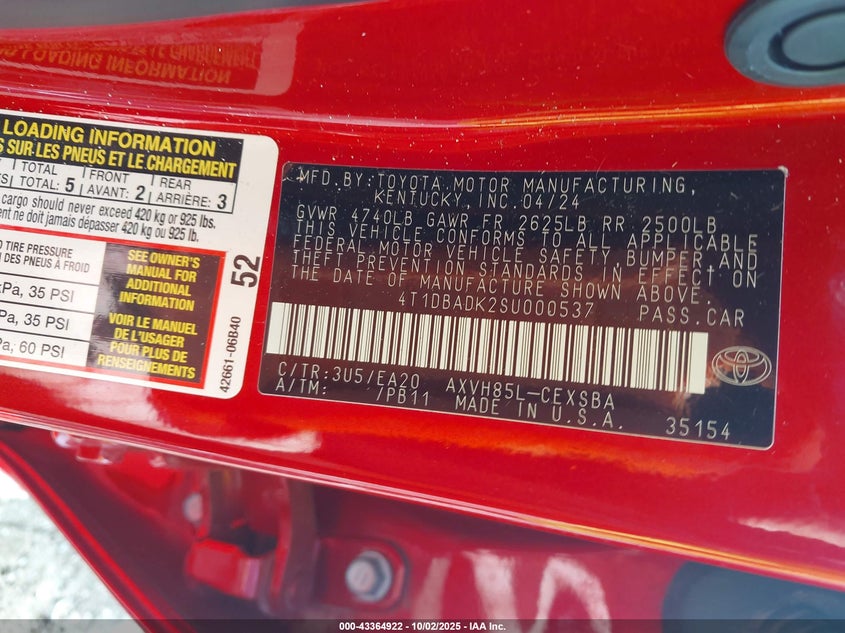 LOADING INFORMATION
LOADING INFORMATION
S SUR LES PNEUS ET LE CHARGEMENT
TOTAL FRONT REAR
TOTAL: 5 AVANT: 2 ARRIÈRE: 3
cargo should never exceed 420 kg or 925 lbs.
ent ne doit jamais dépasser 420 kg ou 925 lb.
TIRE PRESSURE
DES PNEUS À FROID
kPa, 35 PSI
Pa, 35 PSI
Pa, 60 PSI
SEE OWNER'S
MANUAL FOR
ADDITIONAL
INFORMATION
VOIR LE MANUEL
DE L'USAGER
POUR PLUS DE
RENSEIGNEMENTS
52
42661-06B40
MFD.BY:TOYOTA MOTOR MANUFACTURING,
KENTUCKY, INC.04/24
GVWR 4740LB GAWR FR 2625LB RR 2500LB
THIS VEHICLE CONFORMS TO ALL APPLICABLE
FEDERAL MOTOR VEHICLE SAFETY, BUMPER,AND
THEFT PREVENTION STANDARDS IN EFFECT ON
THE DATE OF MANUFACTURE SHOWN ABOVE.
4T1DBADK2SU000537 PASS.CAR
C/TR:3U5/EA20 AXVH85L-CEXSBA
A/TM: /PB11 MADE IN U.S.A.
35154
000-43364922 - 10/02/2025 - IAA Inc.